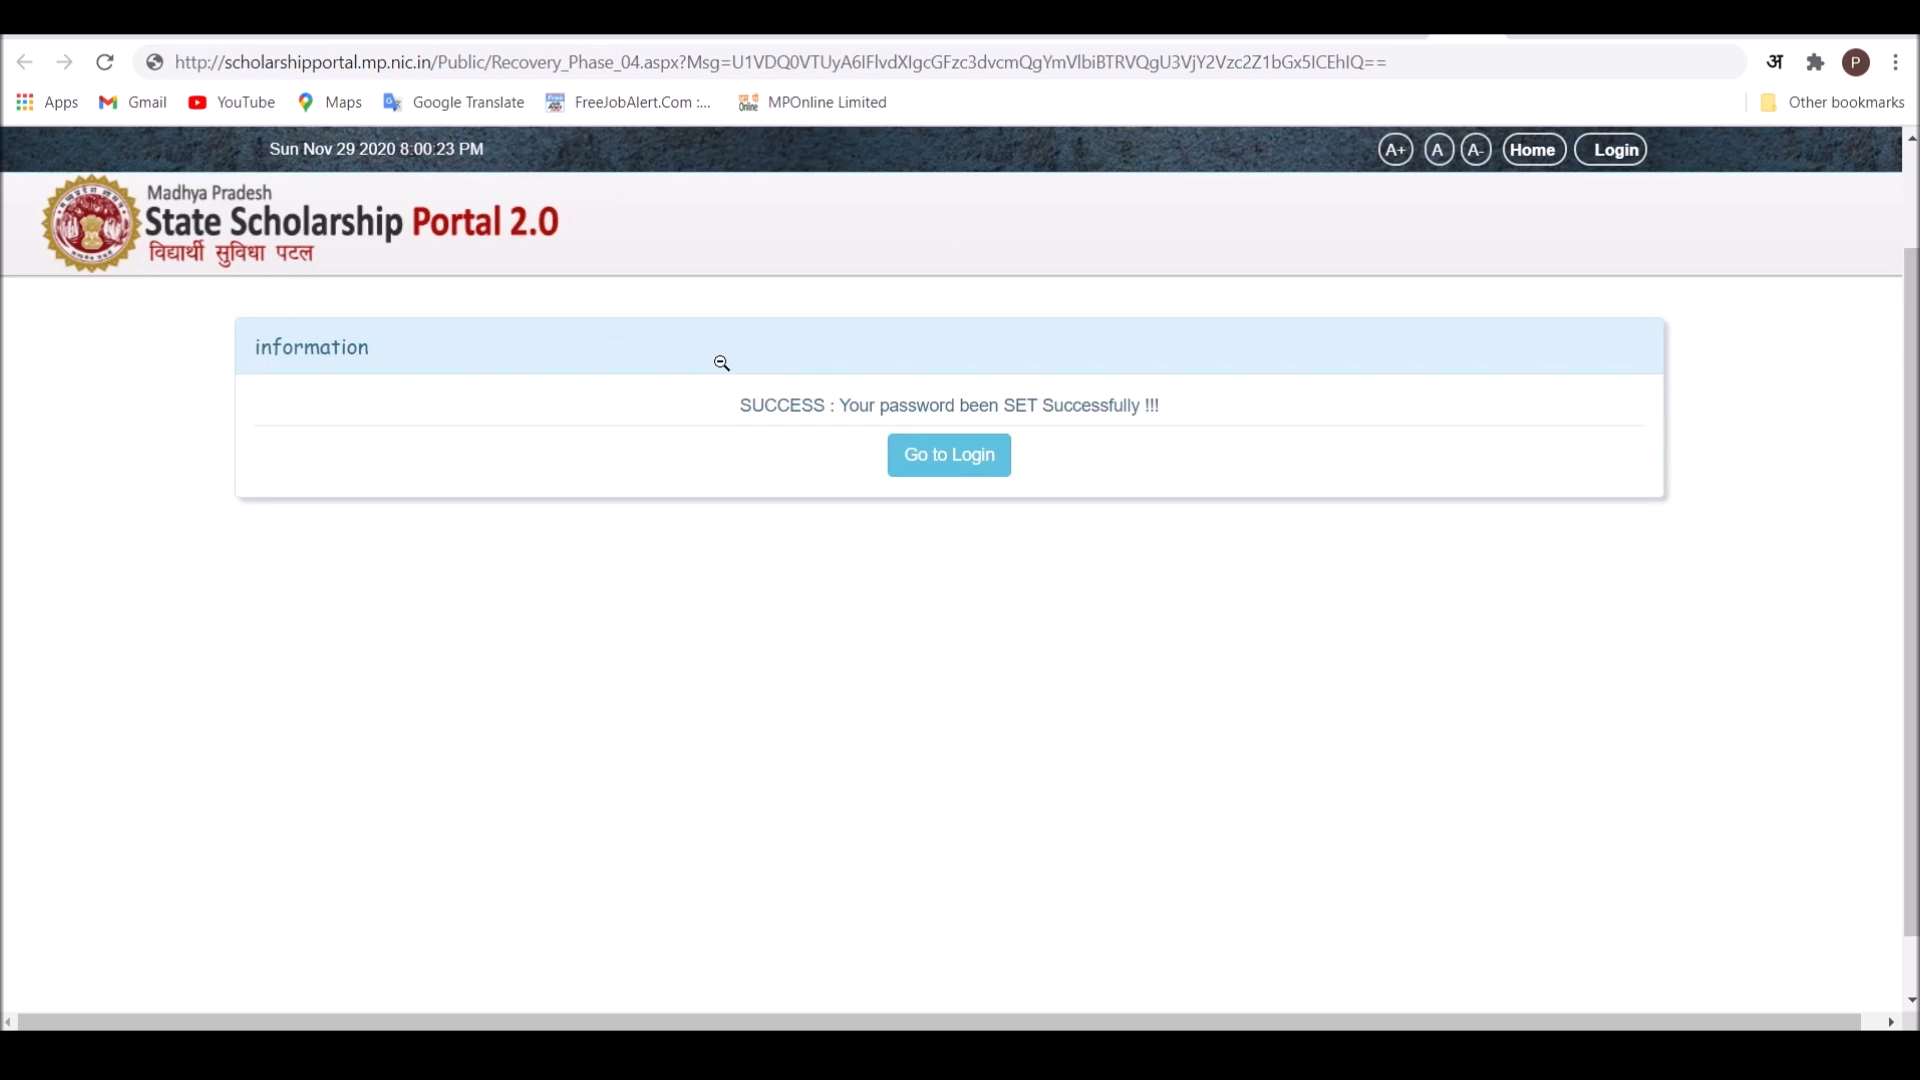 http://scholarshipportal.mp.nic.in/Public/Recovery_Phase_04.aspx?Msg=U1VDQ0VTUyA6IFlvdXIgcGFzc3dvcmQgYmVlbiBTRVQgU3VjY2Vzc2Z1bGx5ICEhIQ==
अ
P
Apps Gmail YouTube Maps Google Translate FreeJobAlert.Com :... MPOnline Limited Other bookmarks
Sun Nov 29 2020 8:00:23 PM A+ A A- Home Login
Madhya Pradesh
State Scholarship Portal 2.0
विद्यार्थी सुविधा पटल
information
SUCCESS : Your password been SET Successfully !!!
Go to Login